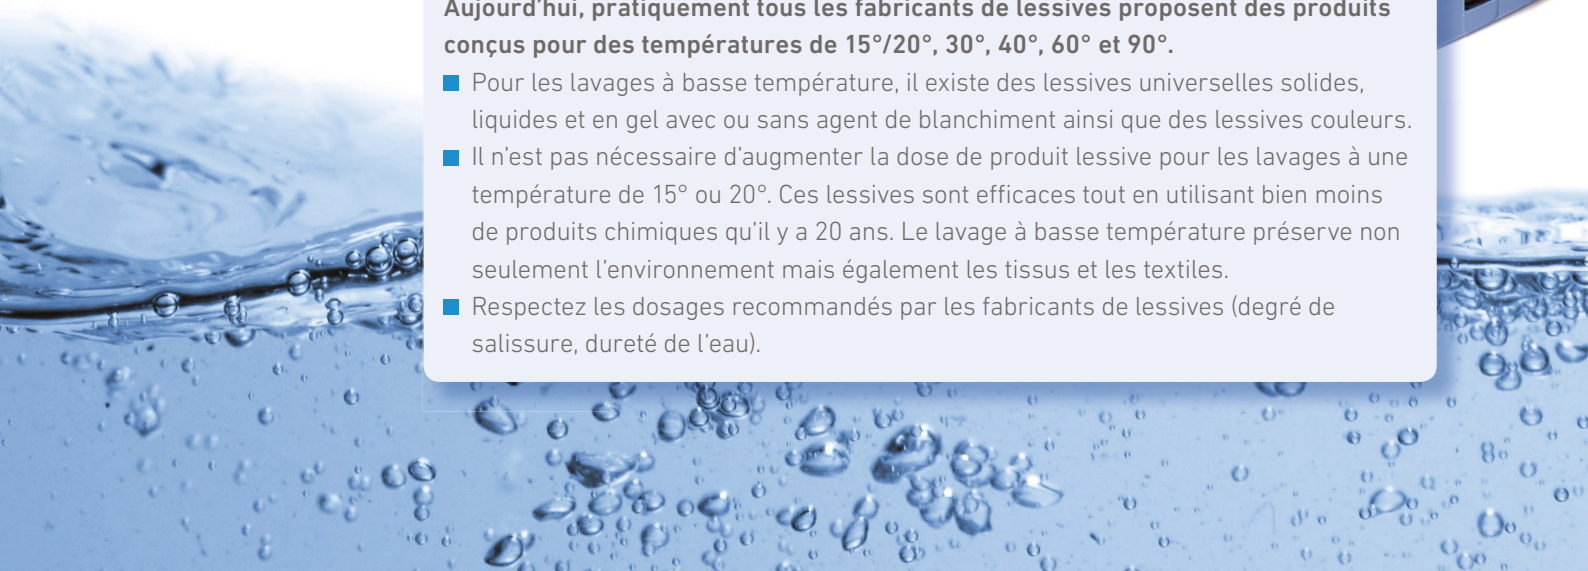 Aujourd’hui, pratiquement tous les fabricants de lessives proposent des produits
conçus pour des températures de 15°/20°, 30°, 40°, 60° et 90°.
■ Pour les lavages à basse température, il existe des lessives universelles solides,
liquides et en gel avec ou sans agent de blanchiment ainsi que des lessives couleurs.
■ Il n’est pas nécessaire d’augmenter la dose de produit lessive pour les lavages à une
température de 15° ou 20°. Ces lessives sont efficaces tout en utilisant bien moins
de produits chimiques qu’il y a 20 ans. Le lavage à basse température préserve non
seulement l’environnement mais également les tissus et les textiles.
■ Respectez les dosages recommandés par les fabricants de lessives (degré de
salissure, dureté de l’eau).